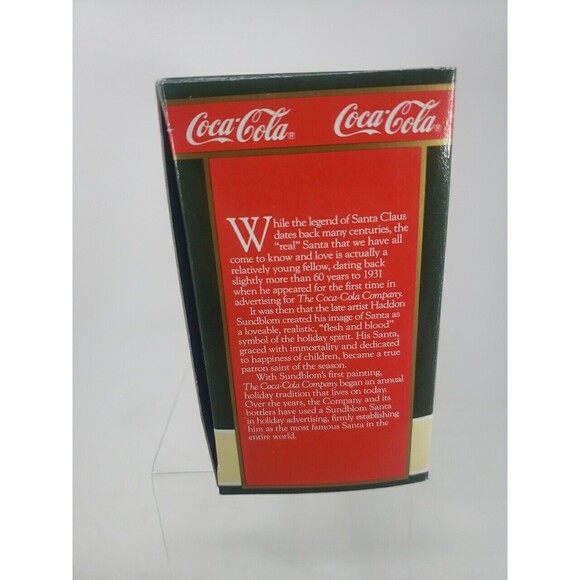 Coca-Cola® Coca-Cola®
While the legend of Santa Claus
dates back many centuries, the
"real" Santa that we have all
come to know and love is actually a
relatively young fellow, dating back
slightly more than 60 years to 1931
when he appeared for the first time in
advertising for The Coca-Cola Company.
It was then that the late artist Haddon
Sundblom created his image of Santa as
a loveable, realistic, "flesh and blood"
symbol of the holiday spirit. His Santa,
graced with immortality and dedicated
to happiness of children, became a true
patron saint of the season.
With Sundblom's first painting,
The Coca-Cola Company began an annual
holiday tradition that lives on today.
Over the years, the Company and its
bottlers have used a Sundblom Santa
in holiday advertising, firmly establishing
him as the most famous Santa in the
entire world.